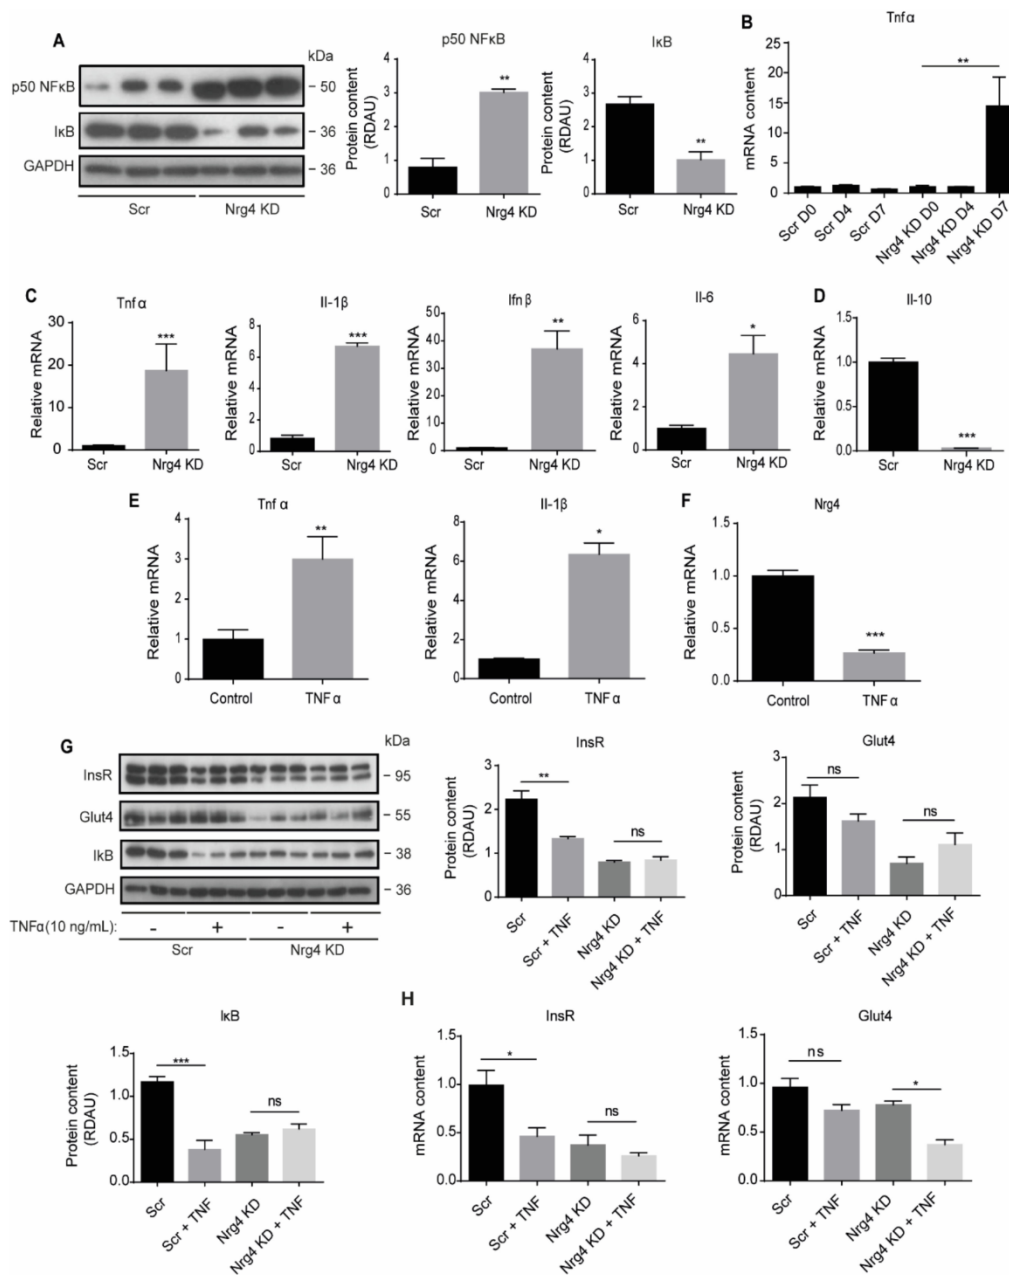 A
kDa
p50 NFκB
- 50
IκB
- 36
GAPDH
- 36
Scr
Nrg4 KD
p50 NFκB
Protein content
(RDAU)
4
3
2
1
0
**
Scr
Nrg4 KD
IκB
Protein content
(RDAU)
4
3
2
1
0
**
Scr
Nrg4 KD
B
Tnf α
mRNA content
25
20
15
10
5
0
**
Scr D0
Scr D4
Scr D7
Nrg4 KD D0
Nrg4 KD D4
Nrg4 KD D7
C
Tnf α
Relative mRNA
30
20
10
0
***
Scr
Nrg4 KD
Il-1β
Relative mRNA
8
6
4
2
0
***
Scr
Nrg4 KD
Ifn β
Relative mRNA
50
40
30
20
10
0
**
Scr
Nrg4 KD
Il-6
Relative mRNA
6
4
2
0
*
Scr
Nrg4 KD
D
Il-10
Relative mRNA
1.5
1.0
0.5
0.0
***
Scr
Nrg4 KD
E
Tnf α
Relative mRNA
4
3
2
1
0
**
Control
TNF α
Il-1β
Relative mRNA
8
6
4
2
0
*
Control
TNF α
F
Nrg4
Relative mRNA
1.5
1.0
0.5
0.0
***
Control
TNF α
G
kDa
InsR
- 95
Glut4
- 55
IkB
- 38
GAPDH
- 36
TNFα(10 ng/mL):
-
+
-
+
Scr
Nrg4 KD
InsR
Protein content
(RDAU)
3
2
1
0
**
ns
Scr
Scr + TNF
Nrg4 KD
Nrg4 KD + TNF
Glut4
Protein content
(RDAU)
3
2
1
0
ns
ns
Scr
Scr + TNF
Nrg4 KD
Nrg4 KD + TNF
IκB
Protein content
(RDAU)
1.5
1.0
0.5
0.0
***
ns
Scr
Scr + TNF
Nrg4 KD
Nrg4 KD + TNF
H
InsR
mRNA content
1.5
1.0
0.5
0.0
*
ns
Scr
Scr + TNF
Nrg4 KD
Nrg4 KD + TNF
Glut4
mRNA content
1.5
1.0
0.5
0.0
ns
*
Scr
Scr + TNF
Nrg4 KD
Nrg4 KD + TNF